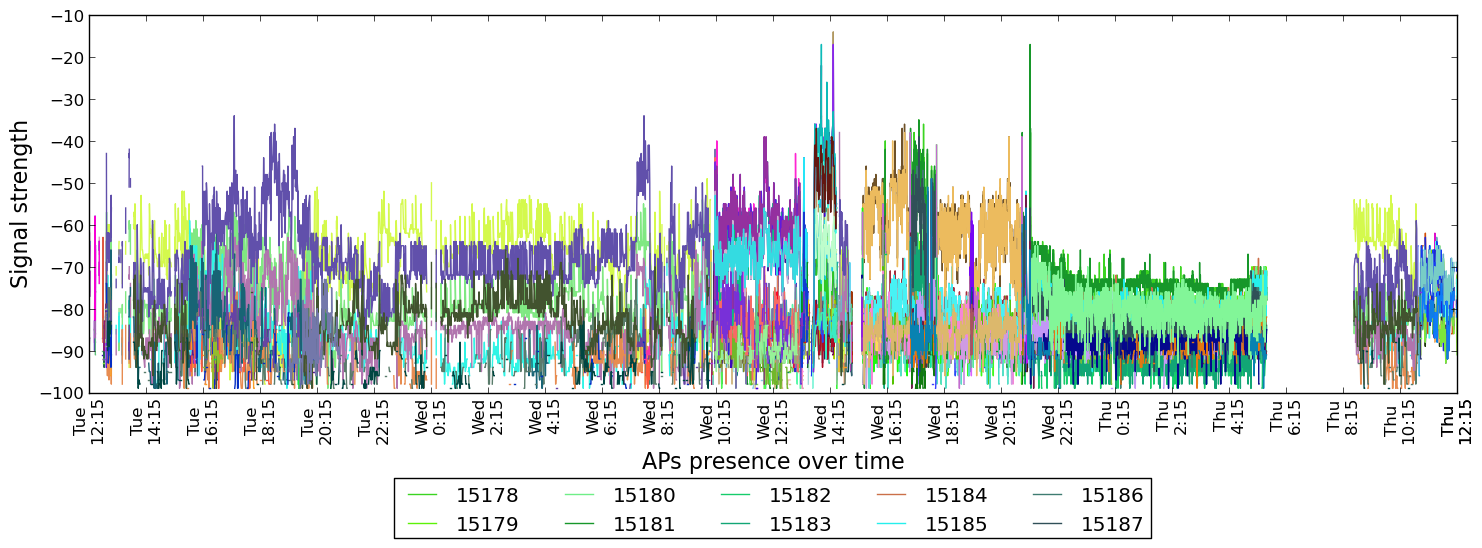 −10
−20
−30
−40
−50
−60
−70
−80
−90
−100
Signal strength
Tue 12:15
Tue 14:15
Tue 16:15
Tue 18:15
Tue 20:15
Tue 22:15
Wed 0:15
Wed 2:15
Wed 4:15
Wed 6:15
Wed 8:15
Wed 10:15
Wed 12:15
Wed 14:15
Wed 16:15
Wed 18:15
Wed 20:15
Wed 22:15
Thu 0:15
Thu 2:15
Thu 4:15
Thu 6:15
Thu 8:15
Thu 10:15
Thu 12:15
APs presence over time
15178 15180 15182 15184 15186
15179 15181 15183 15185 15187